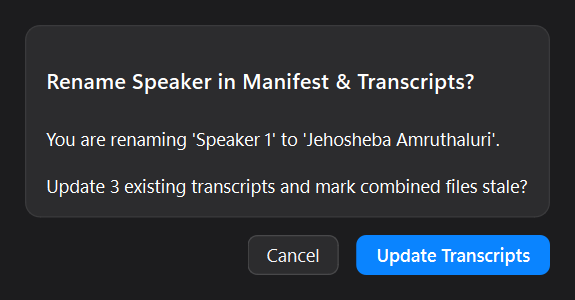 Rename Speaker in Manifest & Transcripts?
You are renaming 'Speaker 1' to 'Jehosheba Amruthaluri'.
Update 3 existing transcripts and mark combined files stale?
Cancel
Update Transcripts